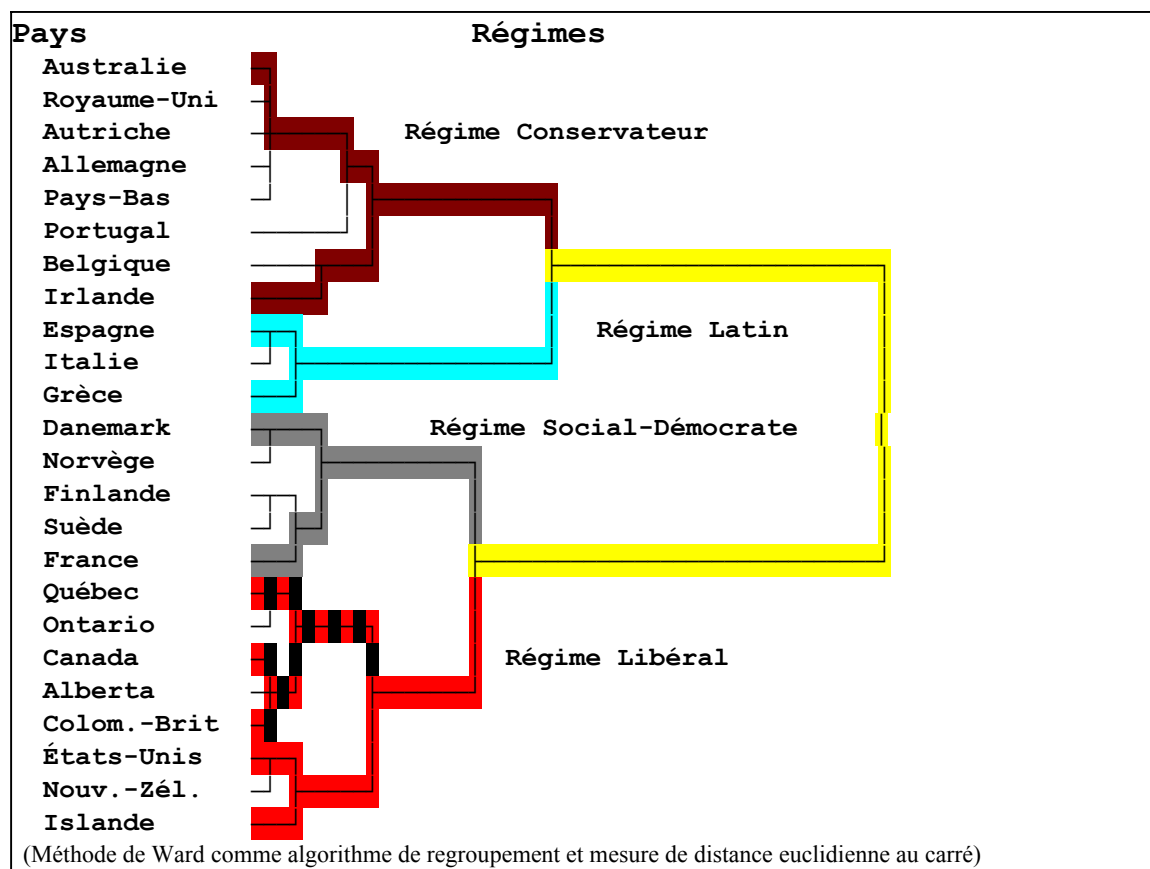 Pays Régimes
Australie
Royaume-Uni
Autriche Régime Conservateur
Allemagne
Pays-Bas
Portugal
Belgique
Irlande
Espagne Régime Latin
Italie
Grèce
Danemark Régime Social-Démocrate
Norvège
Finlande
Suède
France
Québec
Ontario
Canada Régime Libéral
Alberta
Colom.-Brit
États-Unis
Nouv.-Zél.
Islande
(Méthode de Ward comme algorithme de regroupement et mesure de distance euclidienne au carré)